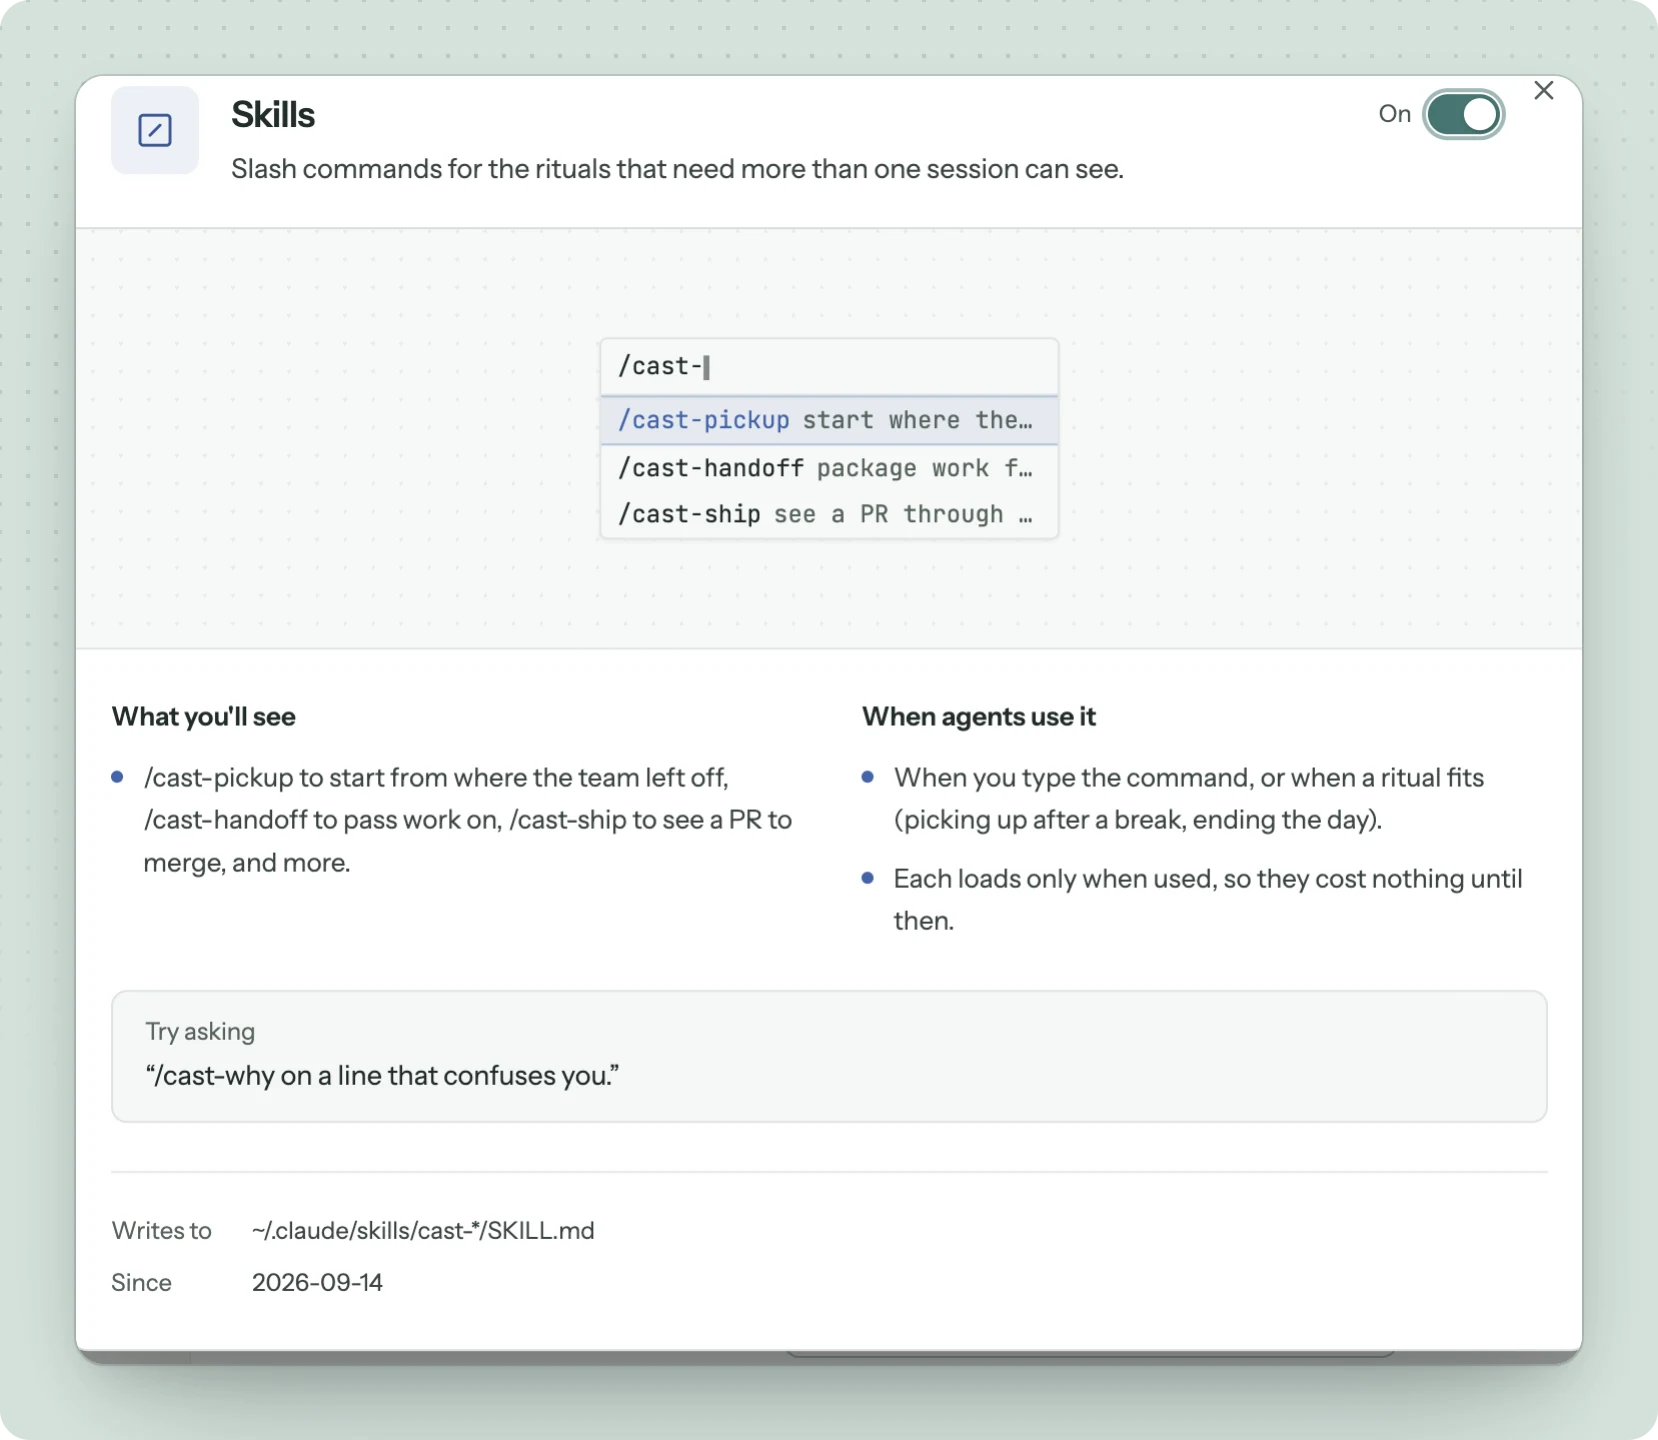 Skills
On
Slash commands for the rituals that need more than one session can see.
/cast-
/cast-pickup start where the…
/cast-handoff package work f…
/cast-ship see a PR through …
What you'll see
/cast-pickup to start from where the team left off,
/cast-handoff to pass work on, /cast-ship to see a PR to
merge, and more.
When agents use it
When you type the command, or when a ritual fits
(picking up after a break, ending the day).
Each loads only when used, so they cost nothing until
then.
Try asking
“/cast-why on a line that confuses you.”
Writes to ~/.claude/skills/cast-*/SKILL.md
Since 2026-09-14